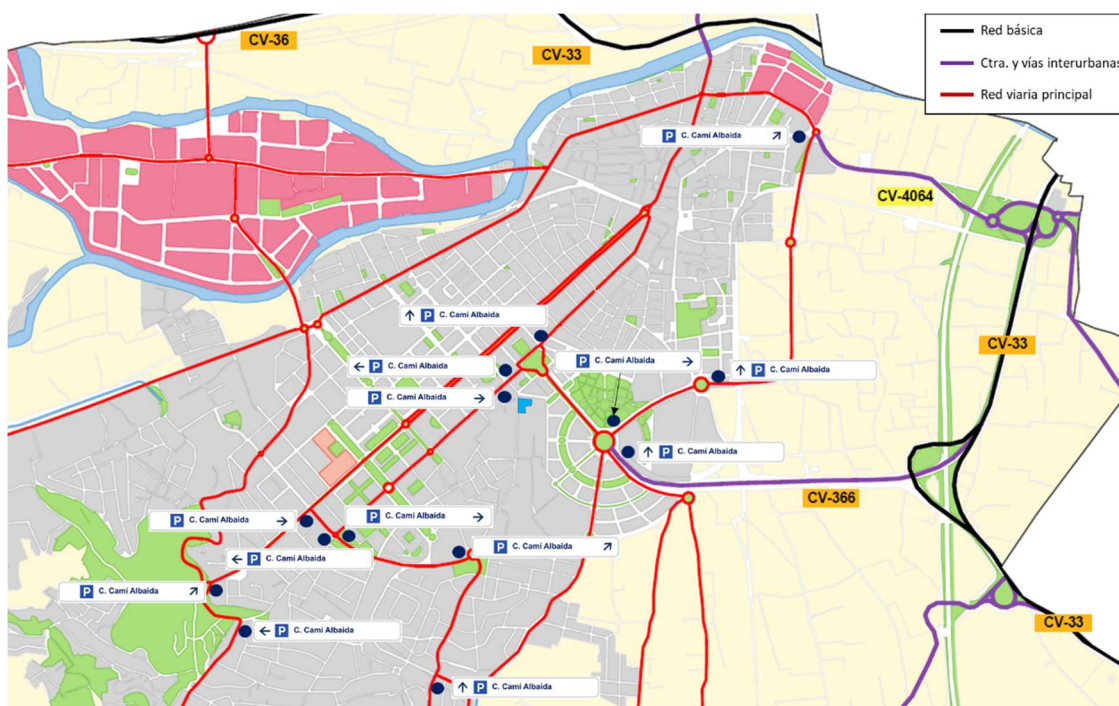 CV-36
CV-33
Red básica
Ctra. y vías interurbanas
Red viaria principal
P C. Camí Albaida ↗
CV-4064
↑ P C. Camí Albaida
← P C. Camí Albaida
P C. Camí Albaida →
CV-33
↑ P C. Camí Albaida
P C. Camí Albaida →
↑ P C. Camí Albaida
CV-366
P C. Camí Albaida →
P C. Camí Albaida →
← P C. Camí Albaida
P C. Camí Albaida ↗
P C. Camí Albaida ↗
← P C. Camí Albaida
CV-33
↑ P C. Camí Albaida